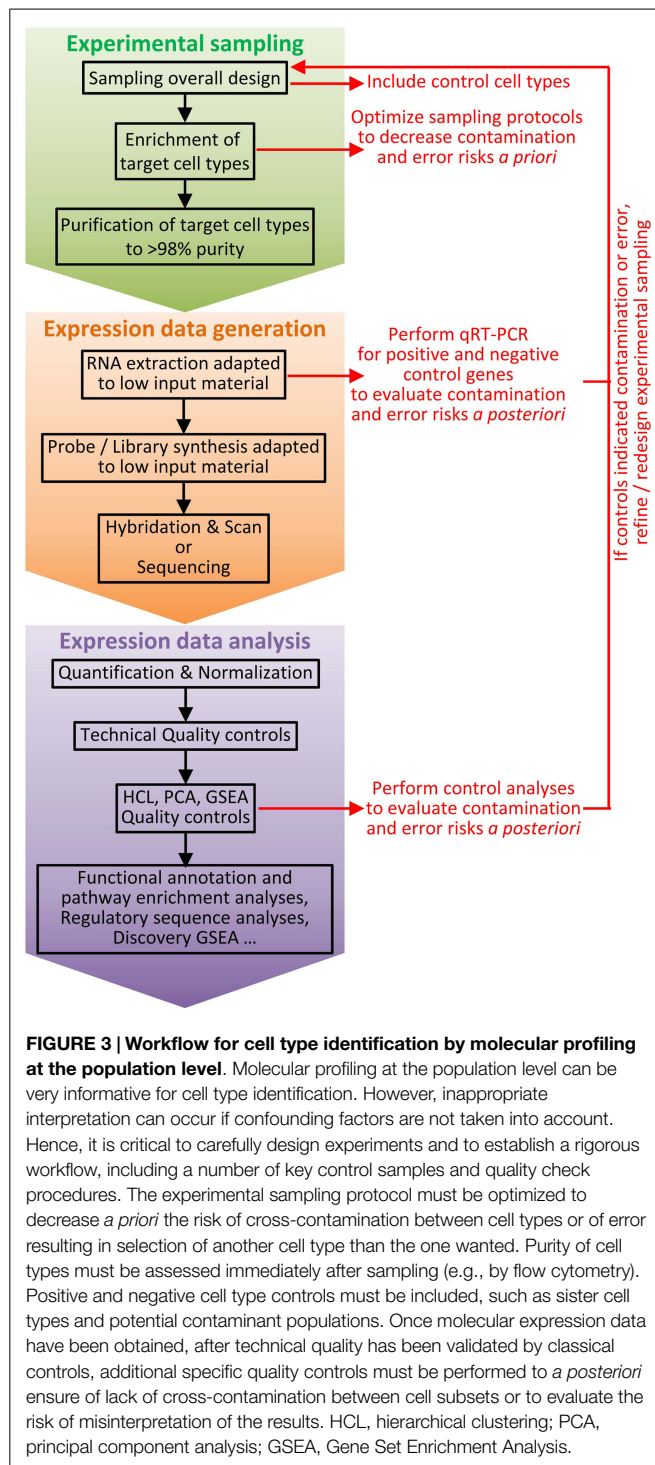 Experimental sampling
Sampling overall design
Include control cell types
Enrichment of
target cell types
Optimize sampling protocols
to decrease contamination
and error risks a priori
Purification of target cell types
to >98% purity
Expression data generation
RNA extraction adapted
to low input material
Perform qRT-PCR
for positive and negative
control genes
to evaluate contamination
and error risks a posteriori
Probe / Library synthesis adapted
to low input material
Hybridation & Scan
or
Sequencing
Expression data analysis
Quantification & Normalization
Technical Quality controls
HCL, PCA, GSEA
Quality controls
Perform control analyses
to evaluate contamination
and error risks a posteriori
Functional annotation and
pathway enrichment analyses,
Regulatory sequence analyses,
Discovery GSEA ...
If controls indicated contamination or error,
refine / redesign experimental sampling
FIGURE 3 | Workflow for cell type identification by molecular profiling
at the population level. Molecular profiling at the population level can be
very informative for cell type identification. However, inappropriate
interpretation can occur if confounding factors are not taken into account.
Hence, it is critical to carefully design experiments and to establish a rigorous
workflow, including a number of key control samples and quality check
procedures. The experimental sampling protocol must be optimized to
decrease a priori the risk of cross-contamination between cell types or of error
resulting in selection of another cell type than the one wanted. Purity of cell
types must be assessed immediately after sampling (e.g., by flow cytometry).
Positive and negative cell type controls must be included, such as sister cell
types and potential contaminant populations. Once molecular expression data
have been obtained, after technical quality has been validated by classical
controls, additional specific quality controls must be performed to a posteriori
ensure of lack of cross-contamination between cell subsets or to evaluate the
risk of misinterpretation of the results. HCL, hierarchical clustering; PCA,
principal component analysis; GSEA, Gene Set Enrichment Analysis.